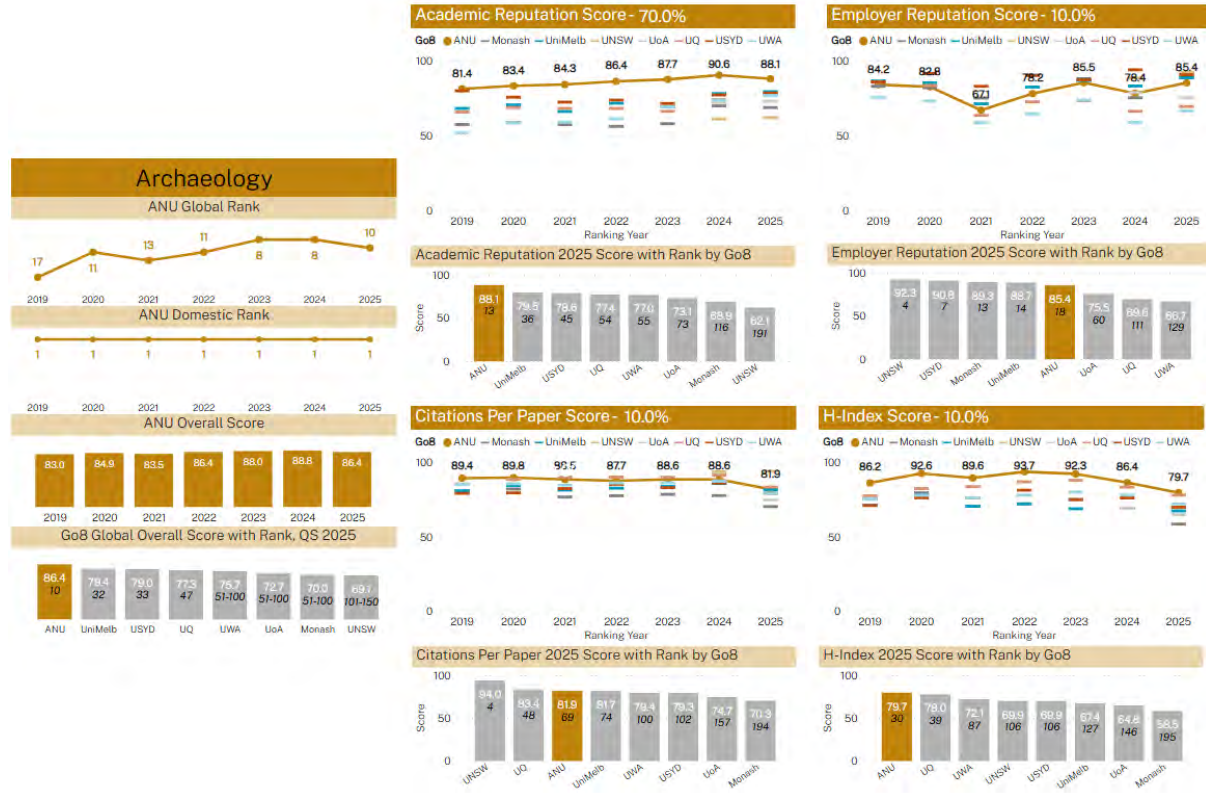 Archaeology
ANU Global Rank
17 11 13 11 8 8 10
2019 2020 2021 2022 2023 2024 2025
ANU Domestic Rank
1 1 1 1 1 1 1
2019 2020 2021 2022 2023 2024 2025
ANU Overall Score
83.0 84.9 83.5 86.4 88.0 88.8 86.4
2019 2020 2021 2022 2023 2024 2025
Go8 Global Overall Score with Rank, QS 2025
86.4 79.4 79.0 77.3 75.7 72.7 70.0 69.1
10 32 33 47 51-100 51-100 51-100 101-150
ANU UniMelb USYD UQ UWA UoA Monash UNSW
Academic Reputation Score - 70.0%
Go8 ANU Monash UniMelb UNSW UoA UQ USYD UWA
100
81.4 83.4 84.3 86.4 87.7 90.6 88.1
50
0
2019 2020 2021 2022 2023 2024 2025
Ranking Year
Academic Reputation 2025 Score with Rank by Go8
100
50
0
Score
88.1 79.5 78.6 77.4 77.0 73.1 68.9 62.1
13 36 45 54 55 73 116 191
ANU UniMelb USYD UQ UWA UoA Monash UNSW
Employer Reputation Score - 10.0%
Go8 ANU Monash UniMelb UNSW UoA UQ USYD UWA
100
84.2 82.8 67.1 78.2 85.5 78.4 85.4
50
0
2019 2020 2021 2022 2023 2024 2025
Ranking Year
Employer Reputation 2025 Score with Rank by Go8
100
50
0
Score
92.3 90.8 89.3 88.7 85.4 75.5 69.6 66.7
4 7 13 14 18 60 111 129
UNSW USYD Monash UniMelb ANU UoA UQ UWA
Citations Per Paper Score - 10.0%
Go8 ANU Monash UniMelb UNSW UoA UQ USYD UWA
100
89.4 89.8 87.7 88.6 88.6 81.9
50
0
2019 2020 2021 2022 2023 2024 2025
Ranking Year
Citations Per Paper 2025 Score with Rank by Go8
100
50
0
Score
94.0 83.4 81.9 81.7 79.4 79.3 74.7 70.3
4 48 69 74 100 102 157 194
UNSW UQ ANU UniMelb UWA USYD UoA Monash
H-Index Score - 10.0%
Go8 ANU Monash UniMelb UNSW UoA UQ USYD UWA
100
86.2 92.6 89.6 93.7 92.3 86.4 79.7
50
0
2019 2020 2021 2022 2023 2024 2025
Ranking Year
H-Index 2025 Score with Rank by Go8
100
50
0
Score
79.7 78.0 72.1 69.9 69.9 67.4 64.8 58.5
30 39 87 106 106 127 146 195
ANU UQ UWA UNSW USYD UniMelb UoA Monash